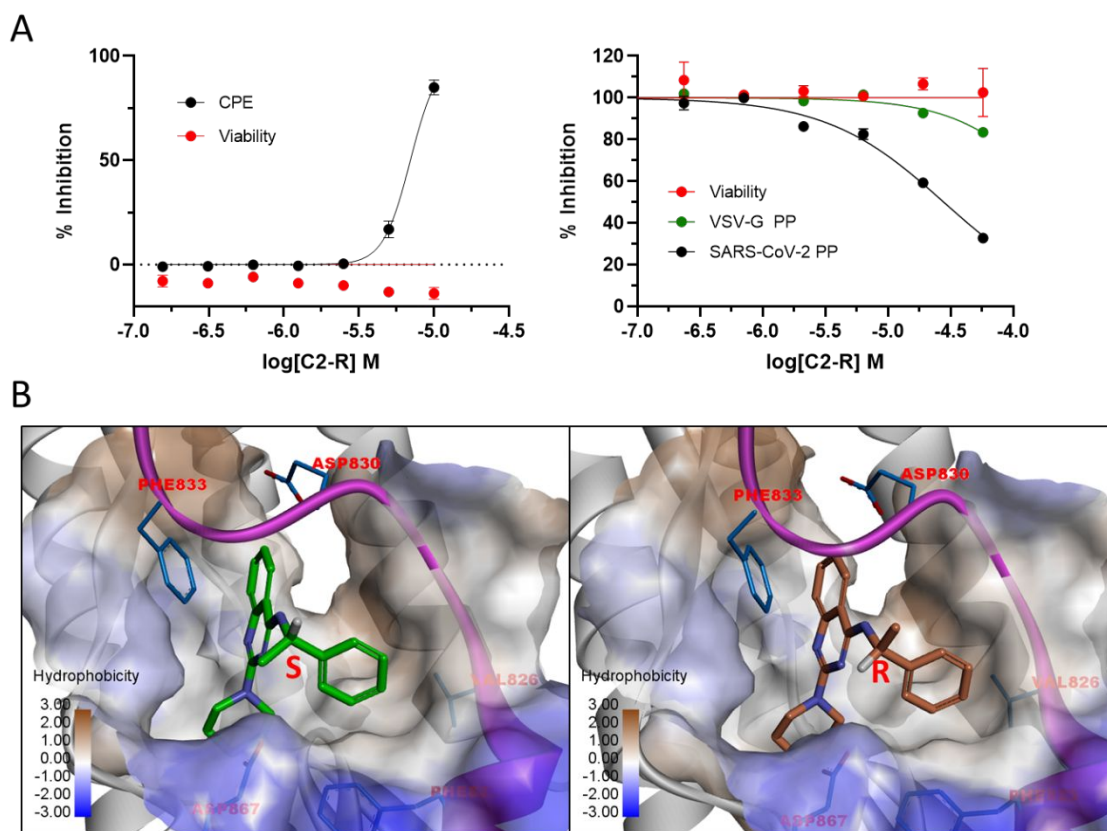 A
100
50
0
% Inhibition
CPE
Viability
-7.0 -6.5 -6.0 -5.5 -5.0 -4.5
log[C2-R] M
120
100
80
60
40
20
0
% Inhibition
Viability
VSV-G PP
SARS-CoV-2 PP
-7.0 -6.5 -6.0 -5.5 -5.0 -4.5 -4.0
log[C2-R] M
B
PHE833
ASP830
S
VAL826
ASP867
Hydrophobicity
3.00
2.00
1.00
0.00
-1.00
-2.00
-3.00
PHE833
ASP830
R
VAL826
ASP867
Hydrophobicity
3.00
2.00
1.00
0.00
-1.00
-2.00
-3.00